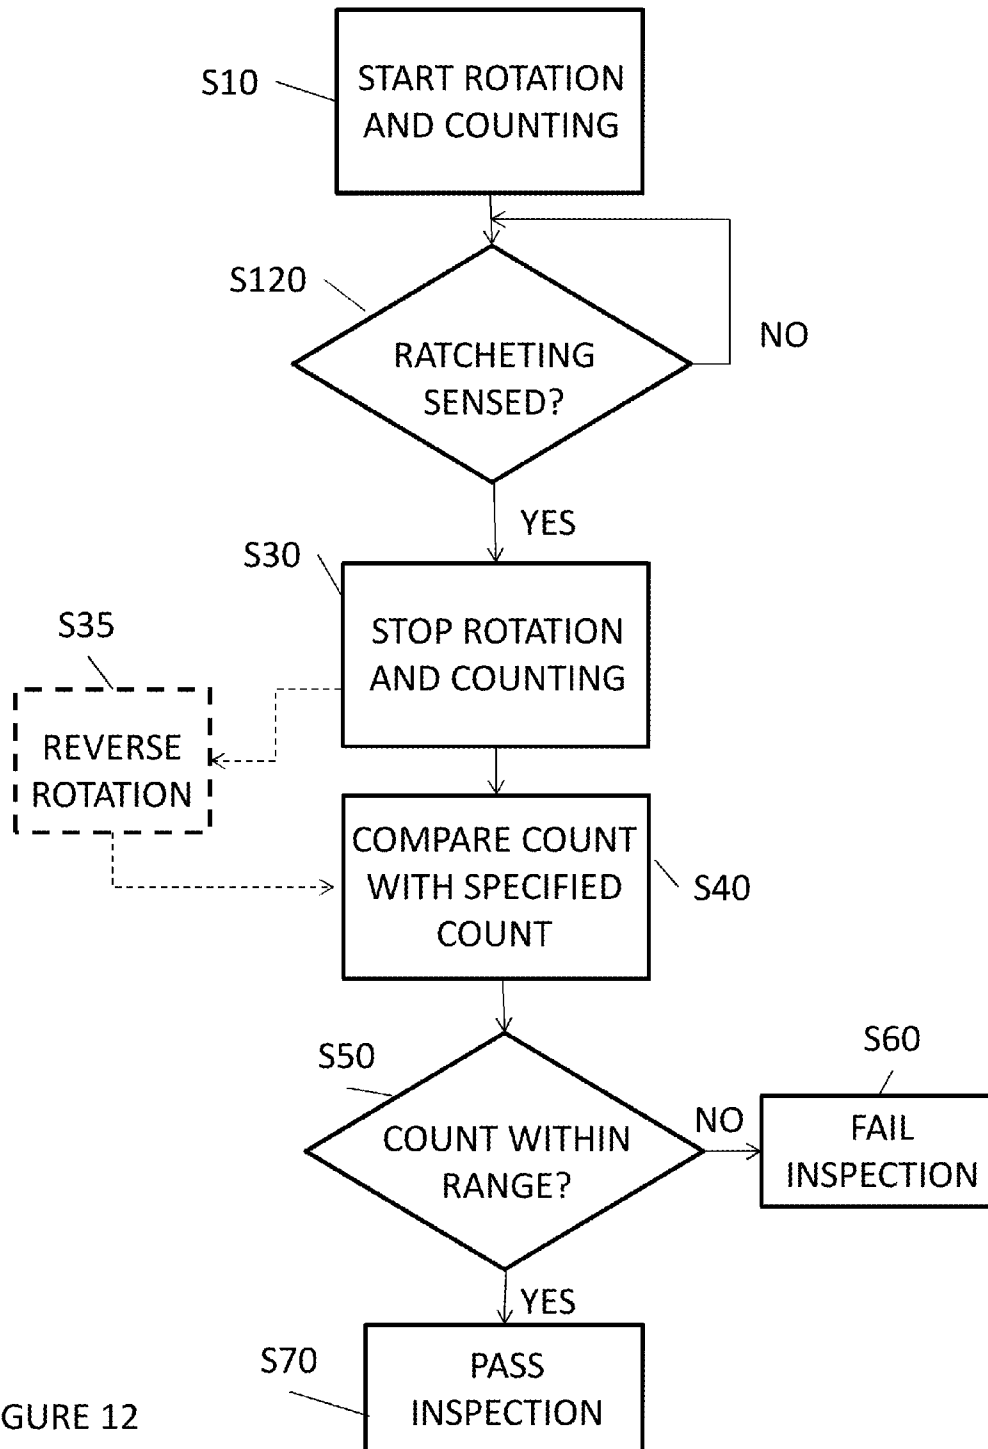 S10
START ROTATION
AND COUNTING
S120
RATCHETING
SENSED?
NO
YES
S30
STOP ROTATION
AND COUNTING
S35
REVERSE
ROTATION
COMPARE COUNT
WITH SPECIFIED
COUNT
S40
S50
COUNT WITHIN
RANGE?
NO
S60
FAIL
INSPECTION
YES
S70
PASS
INSPECTION
GURE 12